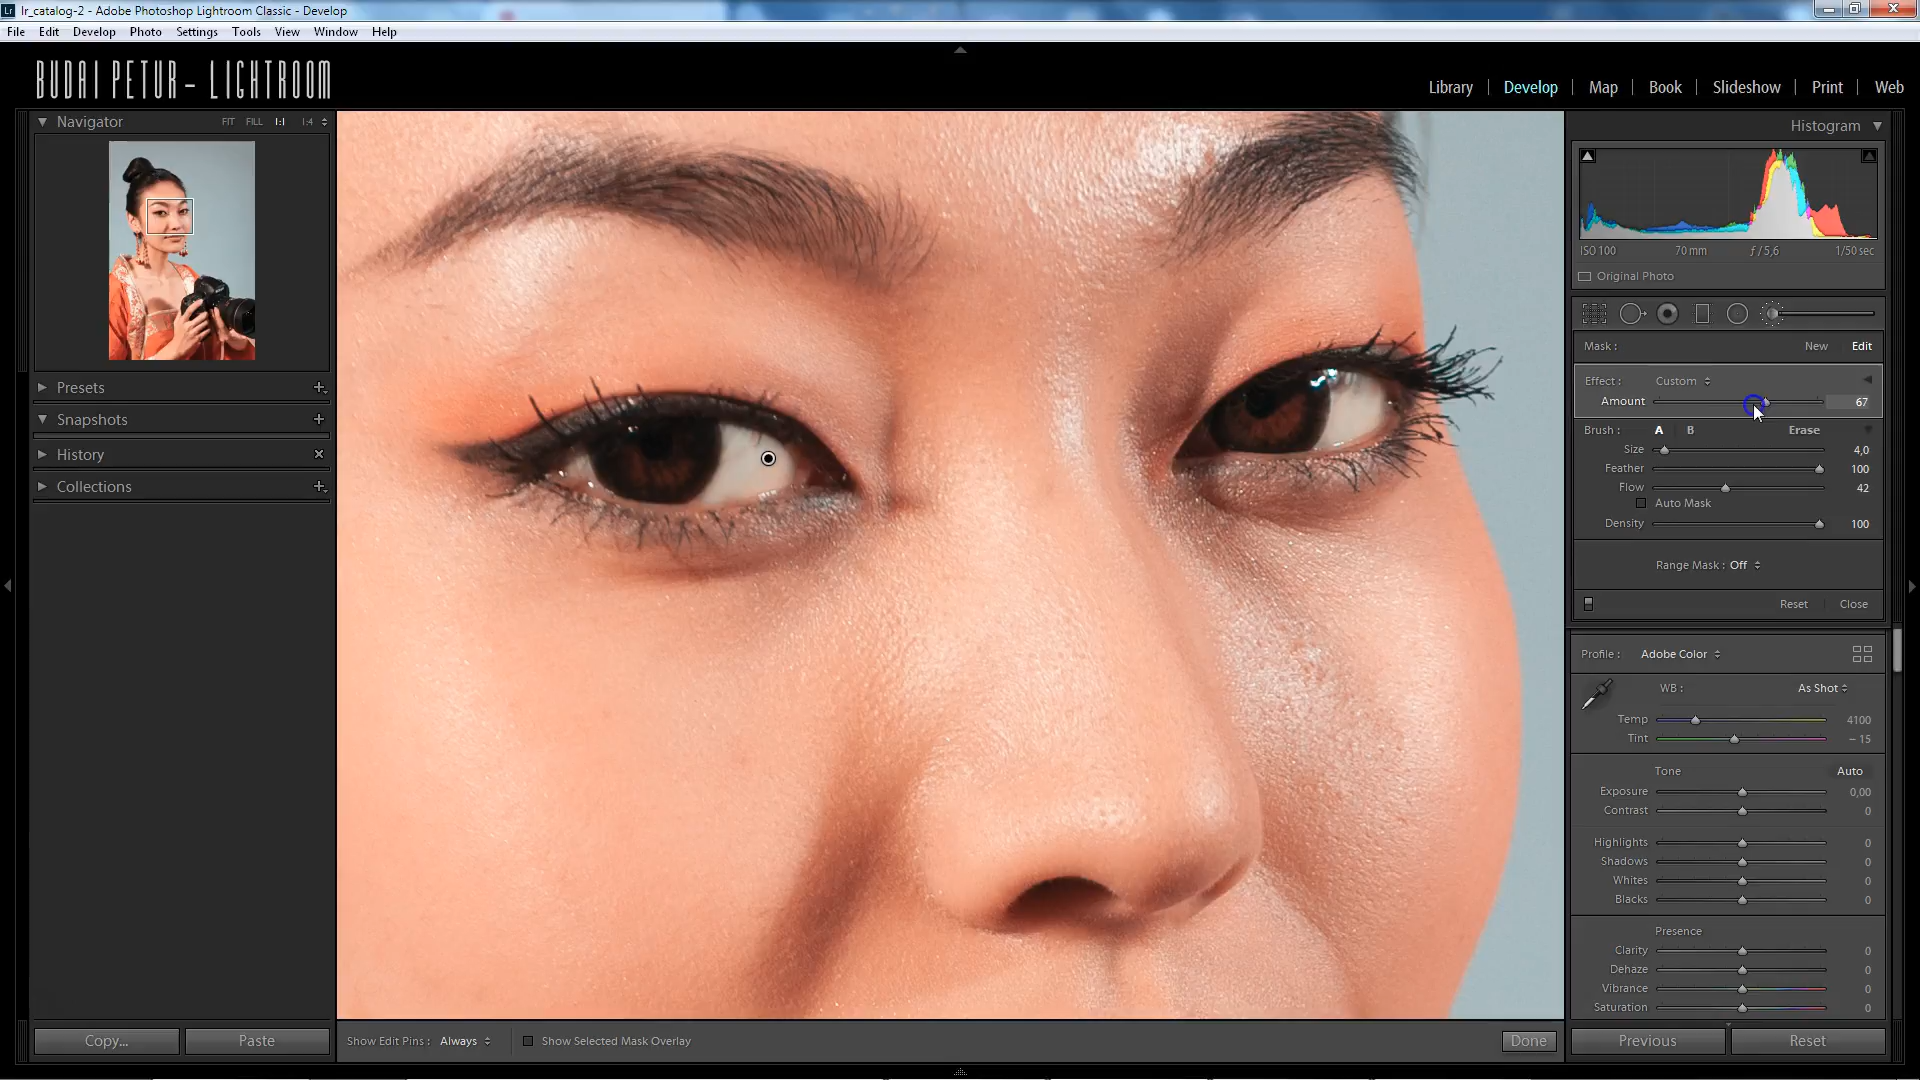 Lr lr_catalog-2 - Adobe Photoshop Lightroom Classic - Develop
File Edit Develop Photo Settings Tools View Window Help
BUDAI PETUR - LIGHTROOM
Library | Develop | Map | Book | Slideshow | Print | Web
Navigator FIT FILL 1:1 1:4
Presets
Snapshots
History
Collections
Copy... Paste
Show Edit Pins : Always Show Selected Mask Overlay Done
Histogram
ISO 100 70 mm ƒ / 5,6 1/50 sec
Original Photo
Mask : New Edit
Effect : Custom
Amount 67
Brush : A B Erase
Size 4,0
Feather 100
Flow 42
Auto Mask
Density 100
Range Mask : Off
Reset Close
Profile : Adobe Color
WB : As Shot
Temp 4100
Tint – 15
Tone Auto
Exposure 0,00
Contrast 0
Highlights 0
Shadows 0
Whites 0
Blacks 0
Presence
Clarity 0
Dehaze 0
Vibrance 0
Saturation 0
Previous Reset